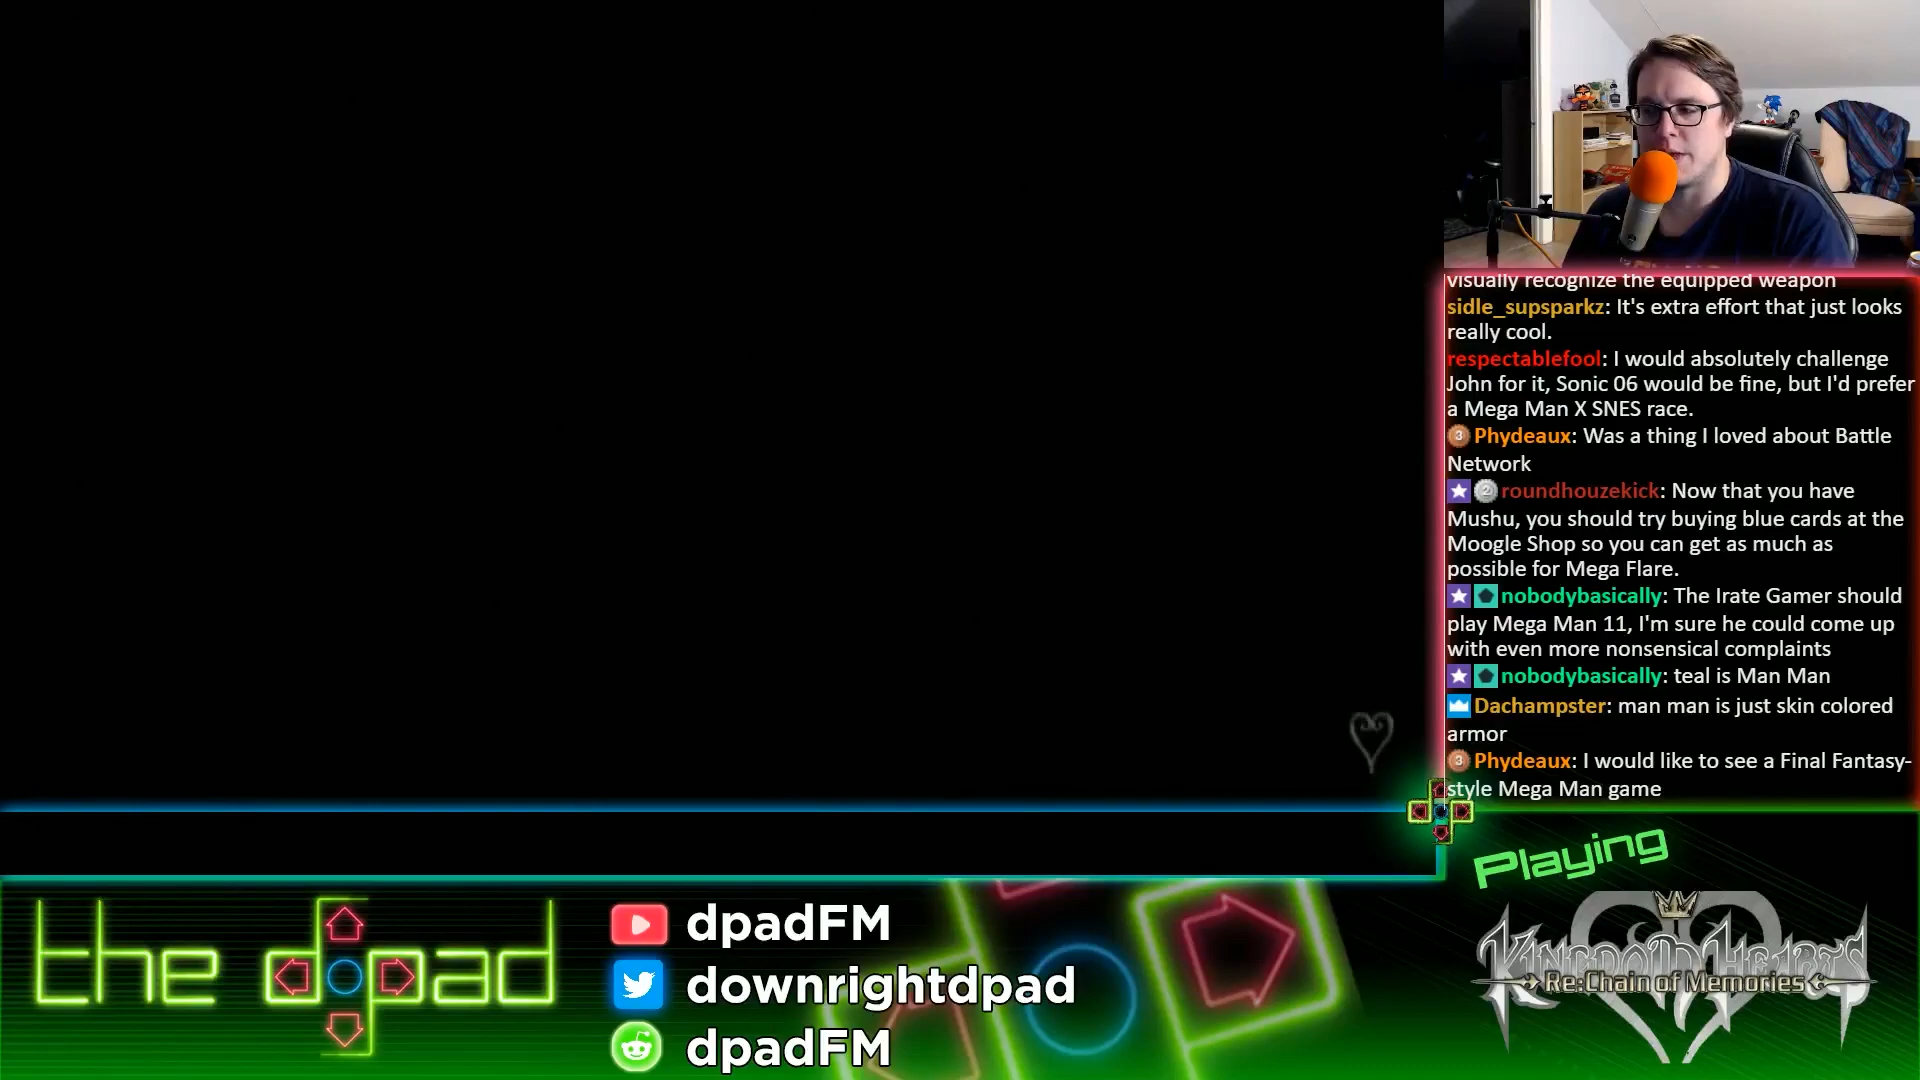 visually recognize the equipped weapon
sidle_supsparkz: It's extra effort that just looks
really cool.
respectablefool: I would absolutely challenge
John for it, Sonic 06 would be fine, but I'd prefer
a Mega Man X SNES race.
3 Phydeaux: Was a thing I loved about Battle
Network
2 roundhouzekick: Now that you have
Mushu, you should try buying blue cards at the
Moogle Shop so you can get as much as
possible for Mega Flare.
nobodybasically: The Irate Gamer should
play Mega Man 11, I'm sure he could come up
with even more nonsensical complaints
nobodybasically: teal is Man Man
Dachampster: man man is just skin colored
armor
3 Phydeaux: I would like to see a Final Fantasy-
style Mega Man game
Playing
KINGDOM HEARTS
Re:Chain of Memories
the dpad
dpadFM
downrightdpad
dpadFM